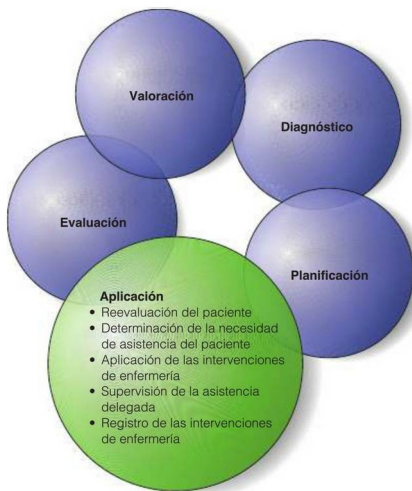 Valoración
Diagnóstico
Evaluación
Planificación
Aplicación
• Reevaluación del paciente
• Determinación de la necesidad
de asistencia del paciente
• Aplicación de las intervenciones
de enfermería
• Supervisión de la asistencia
delegada
• Registro de las intervenciones
de enfermería